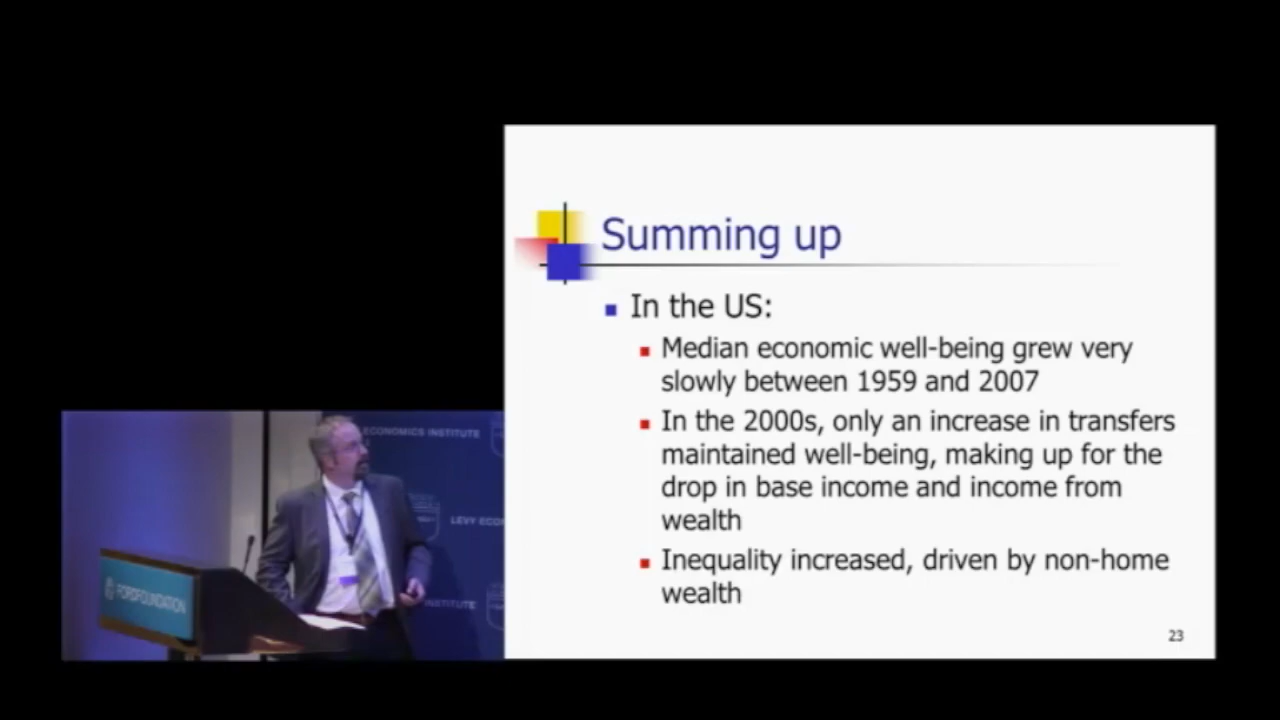 Summing up
In the US:
Median economic well-being grew very
slowly between 1959 and 2007
In the 2000s, only an increase in transfers
maintained well-being, making up for the
drop in base income and income from
wealth
Inequality increased, driven by non-home
wealth
23
ECONOMICS INSTITUTE
LEVY ECO
INSTITUTE
FORDFOUNDATION